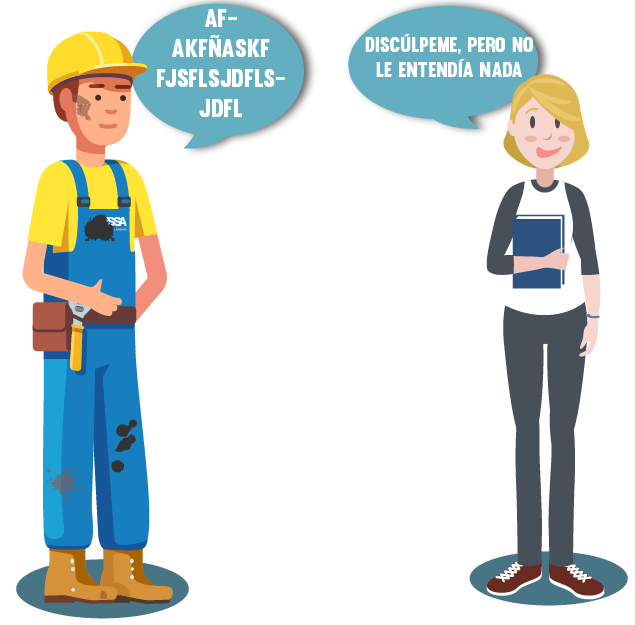 AF-
AKFÑASKF
FJSFLSJDFLS-
JDFL
DISCÚLPEME, PERO NO
LE ENTENDÍA NADA